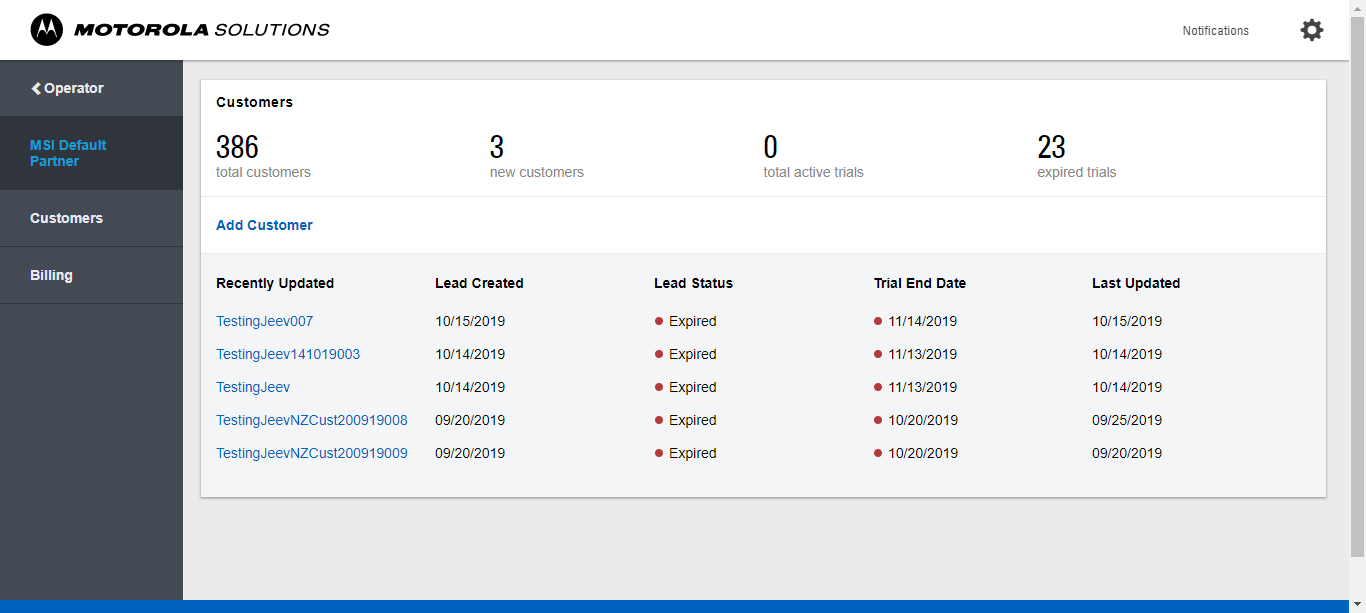 MOTOROLA SOLUTIONS
Notifications
Operator
MSI Default
Partner
Customers
Billing
Customers
386 3 0 23
total customers new customers total active trials expired trials
Add Customer
Recently Updated Lead Created Lead Status Trial End Date Last Updated
TestingJeev007 10/15/2019 Expired 11/14/2019 10/15/2019
TestingJeev141019003 10/14/2019 Expired 11/13/2019 10/14/2019
TestingJeev 10/14/2019 Expired 11/13/2019 10/14/2019
TestingJeevNZCust200919008 09/20/2019 Expired 10/20/2019 09/25/2019
TestingJeevNZCust200919009 09/20/2019 Expired 10/20/2019 09/20/2019